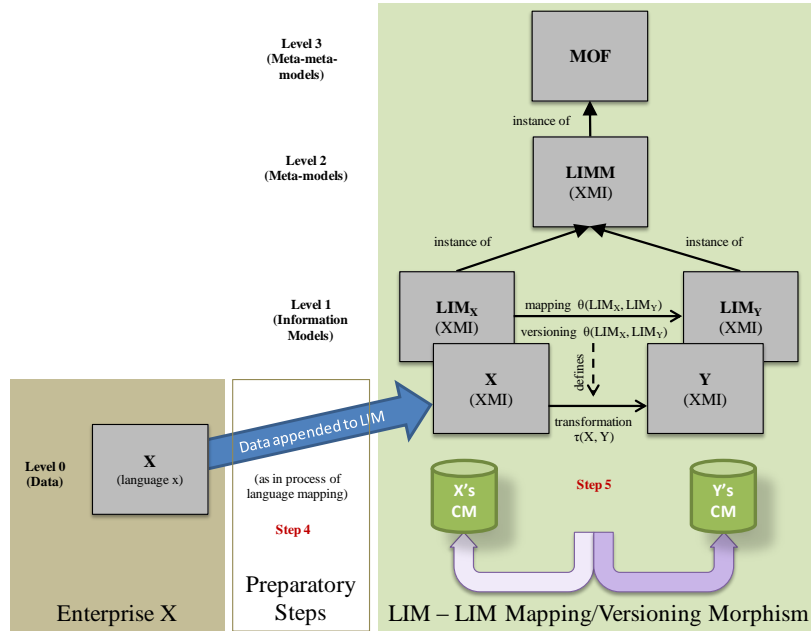 Level 3
(Meta-meta-
models)
MOF
instance of
Level 2
(Meta-models)
LIMM
(XMI)
instance of
instance of
Level 1
(Information
Models)
LIMX
(XMI)
mapping θ(LIMX, LIMY)
versioning θ(LIMX, LIMY)
LIMY
(XMI)
X
(XMI)
defines
Y
(XMI)
transformation
τ(X, Y)
Data appended to LIM
Level 0
(Data)
X
(language x)
(as in process of
language mapping)
Step 4
X's
CM
Step 5
Y's
CM
Enterprise X
Preparatory
Steps
LIM – LIM Mapping/Versioning Morphism